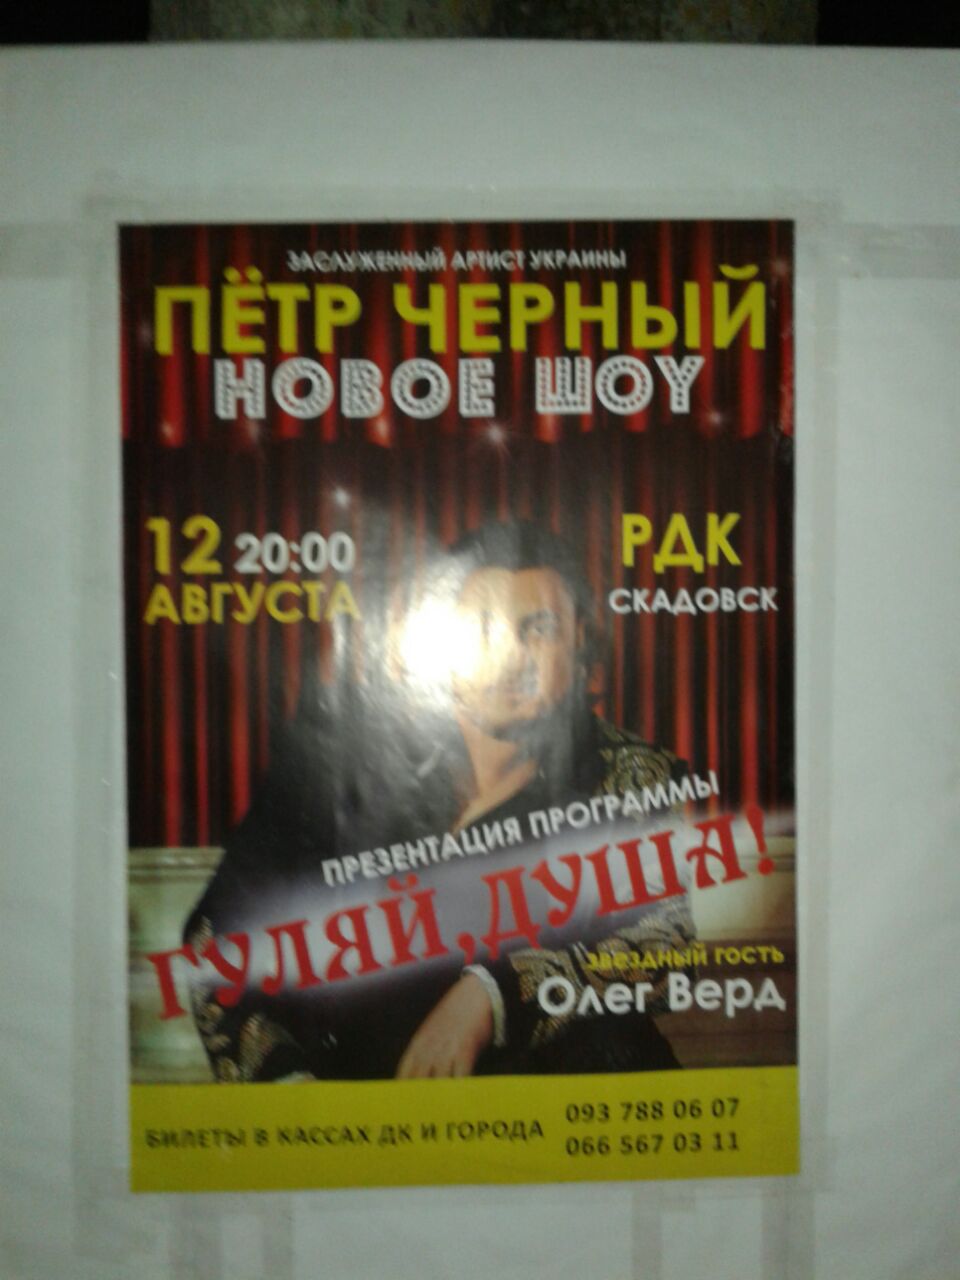 ЗАСЛУЖЕННЫЙ АРТИСТ УКРАИНЫ
ПЁТР ЧЕРНЫЙ
НОВОЕ ШОУ
12 20:00
АВГУСТА
РДК
СКАДОВСК
ПРЕЗЕНТАЦИЯ ПРОГРАММЫ
ГУЛЯЙ, ДУША!
ЗВЕЗДНЫЙ ГОСТЬ
Олег Верд
БИЛЕТЫ В КАССАХ ДК И ГОРОДА
093 788 06 07
066 567 03 11